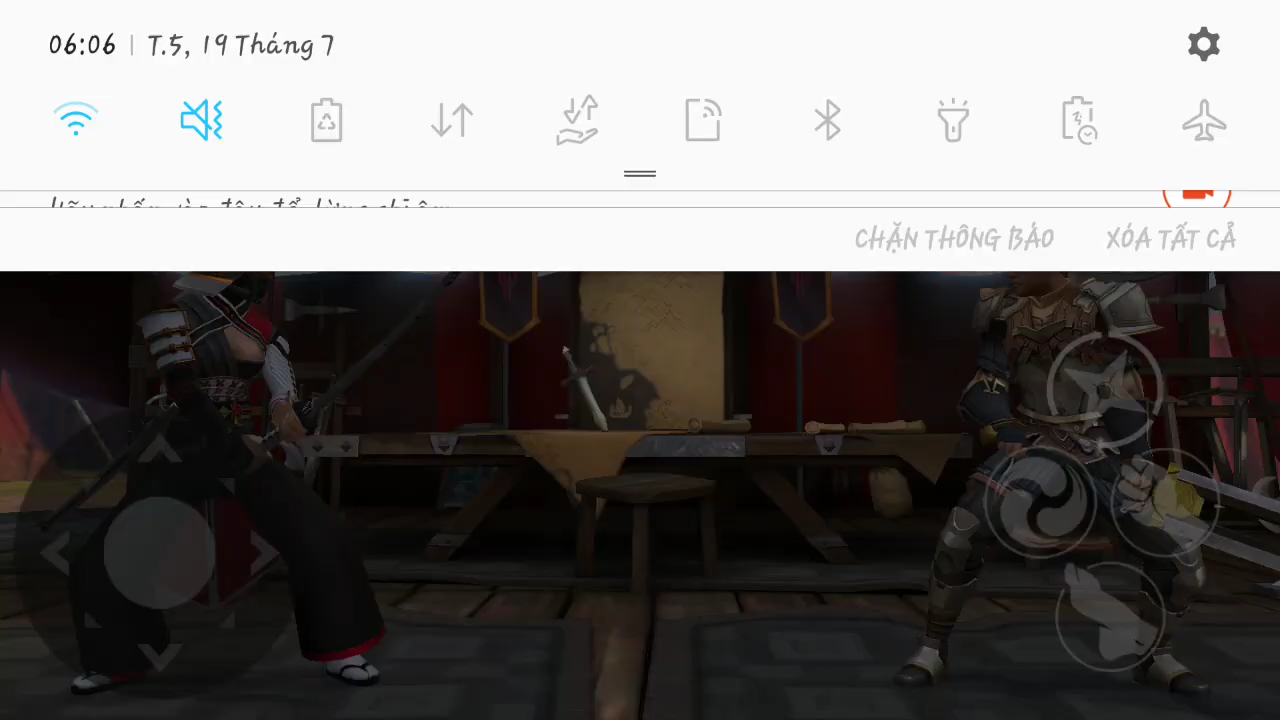 06:06 | T.5, 19 Tháng 7
CHẶN THÔNG BÁO XÓA TẤT CẢ